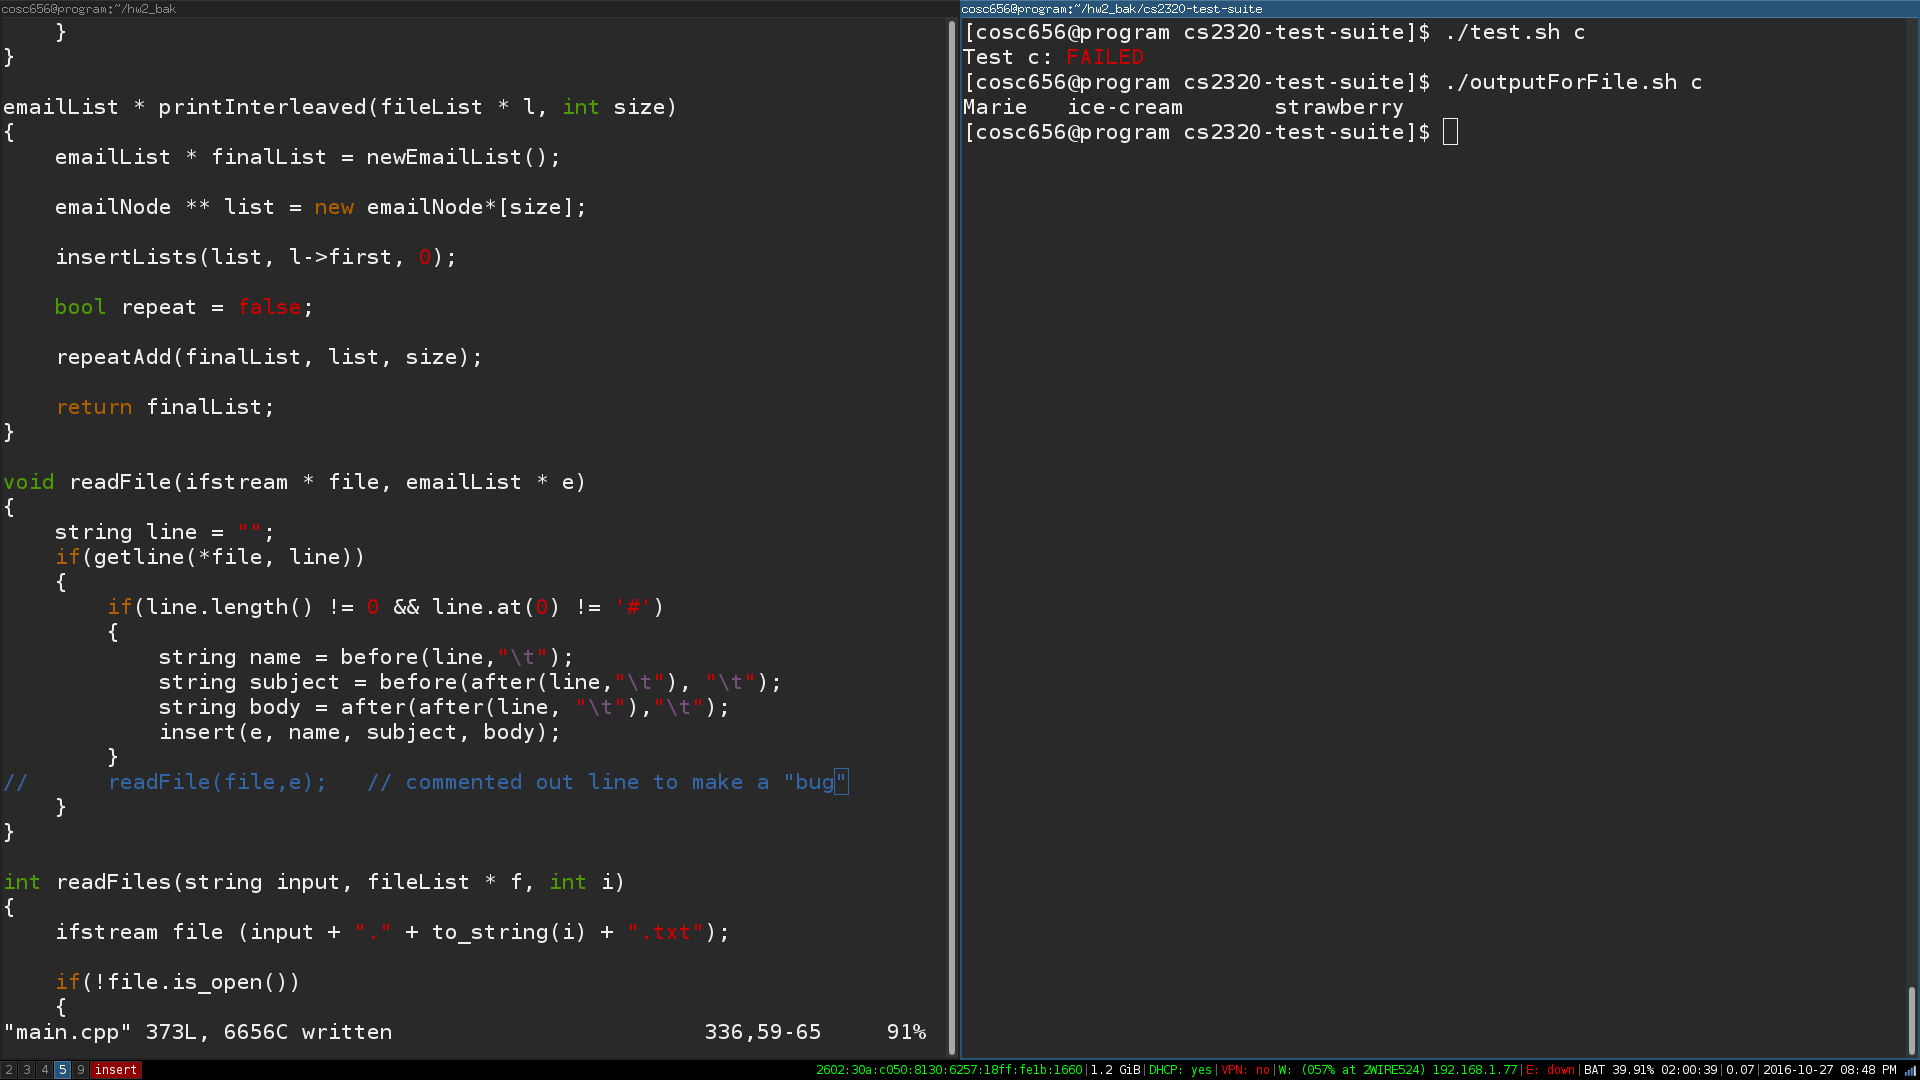 cosc656@program:~/hw2_bak
    }
}
emailList * printInterleaved(fileList * l, int size)
{
    emailList * finalList = newEmailList();
    emailNode ** list = new emailNode*[size];
    insertLists(list, l->first, 0);
    bool repeat = false;
    repeatAdd(finalList, list, size);
    return finalList;
}
void readFile(ifstream * file, emailList * e)
{
    string line = "";
    if(getline(*file, line))
    {
        if(line.length() != 0 && line.at(0) != '#')
        {
            string name = before(line,"\t");
            string subject = before(after(line,"\t"), "\t");
            string body = after(after(line, "\t"),"\t");
            insert(e, name, subject, body);
        }
//      readFile(file,e);   // commented out line to make a "bug"
    }
}
int readFiles(string input, fileList * f, int i)
{
    ifstream file (input + "." + to_string(i) + ".txt");
    if(!file.is_open())
    {
"main.cpp" 373L, 6656C written 336,59-65 91%
cosc656@program:~/hw2_bak/cs2320-test-suite
[cosc656@program cs2320-test-suite]$ ./test.sh c
Test c: FAILED
[cosc656@program cs2320-test-suite]$ ./outputForFile.sh c
Marie   ice-cream       strawberry
[cosc656@program cs2320-test-suite]$
2 3 4 5 9 insert 2602:30a:c050:8130:6257:18ff:fe1b:1660|1.2 GiB|DHCP: yes|VPN: no|W: (057% at 2WIRE524) 192.168.1.77|E: down|BAT 39.91% 02:00:39|0.07|2016-10-27 08:48 PM